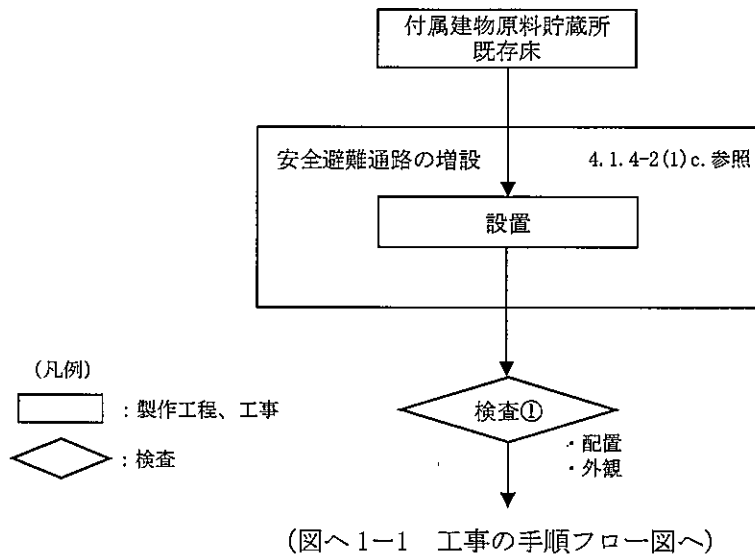 付属建物原料貯蔵所
既存床
安全避難通路の増設 4.1.4-2(1)c.参照
設置
(凡例)
：製作工程、工事
：検査
検査①
・配置
・外観
(図へ1－1 工事の手順フロー図へ)